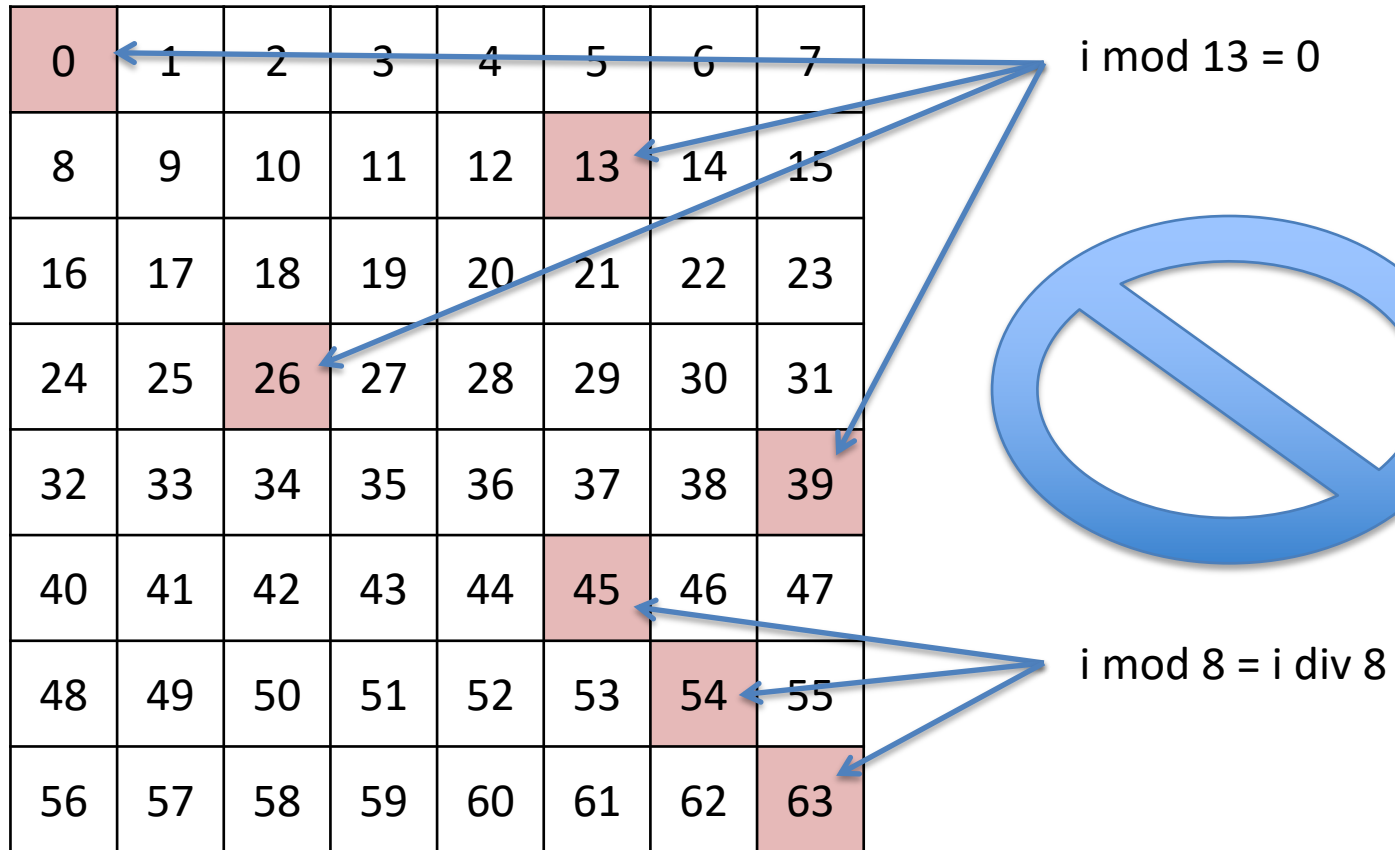 0 1 2 3 4 5 6 7 i mod 13 = 0
8 9 10 11 12 13 14 15
16 17 18 19 20 21 22 23
24 25 26 27 28 29 30 31
32 33 34 35 36 37 38 39
40 41 42 43 44 45 46 47
48 49 50 51 52 53 54 55 i mod 8 = i div 8
56 57 58 59 60 61 62 63